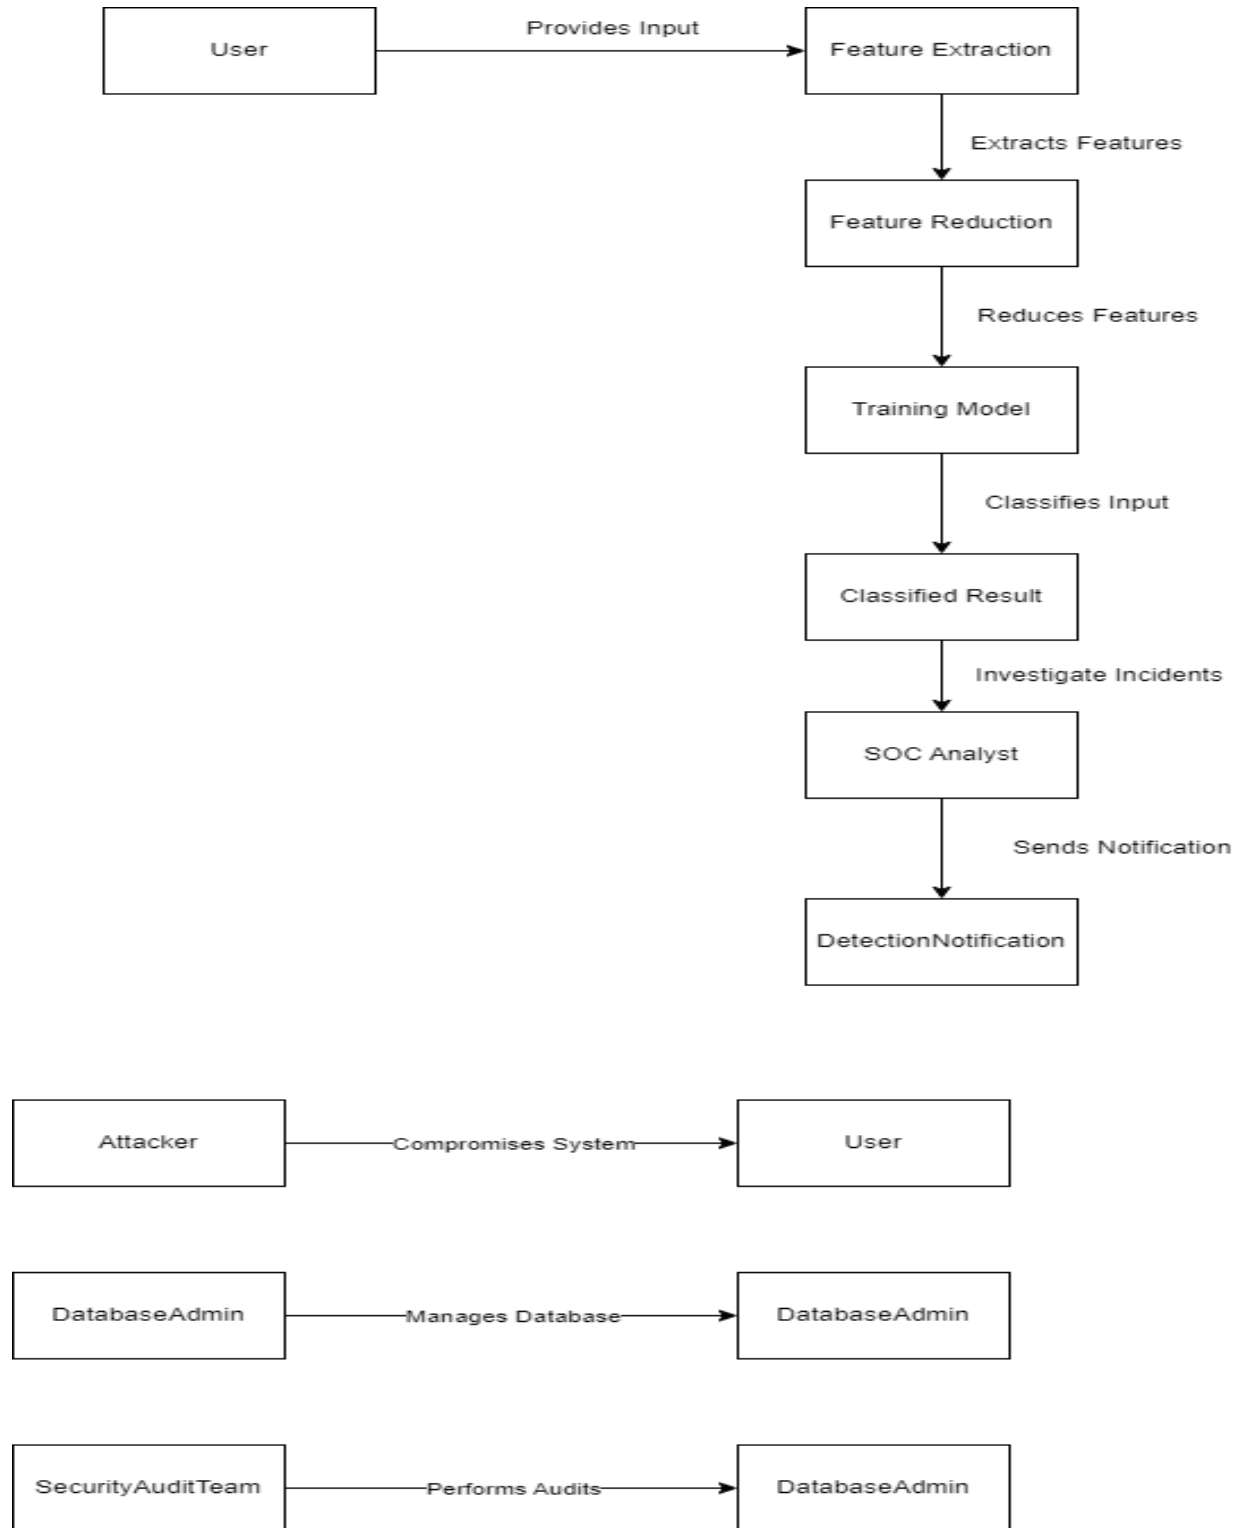 User
Provides Input
Feature Extraction
Extracts Features
Feature Reduction
Reduces Features
Training Model
Classifies Input
Classified Result
Investigate Incidents
SOC Analyst
Sends Notification
DetectionNotification
Attacker
Compromises System
User
DatabaseAdmin
Manages Database
DatabaseAdmin
SecurityAuditTeam
Performs Audits
DatabaseAdmin